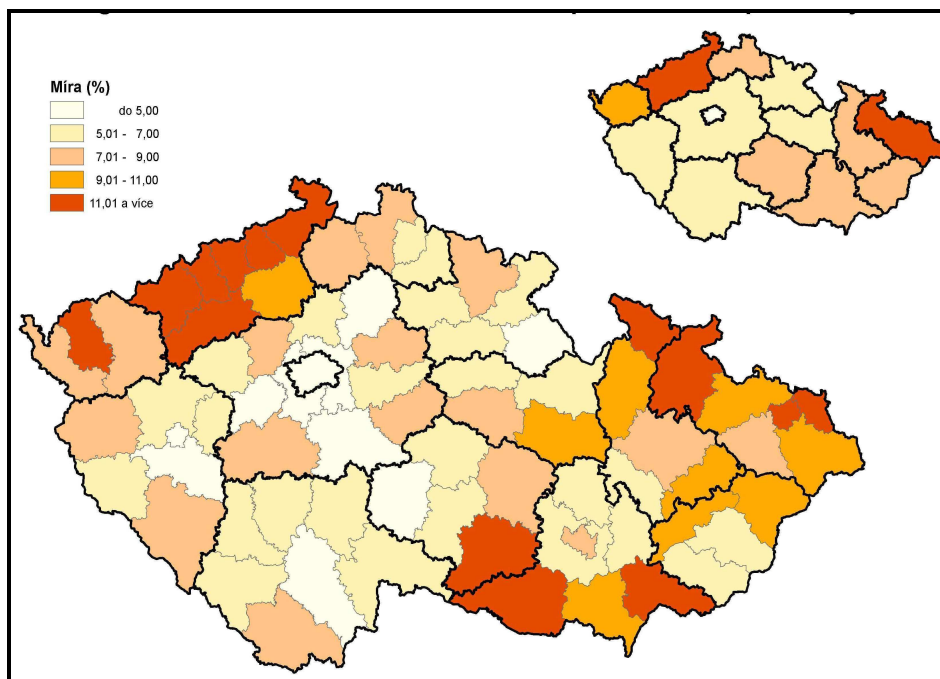 Míra (%)
do 5,00
5,01 - 7,00
7,01 - 9,00
9,01 - 11,00
11,01 a více